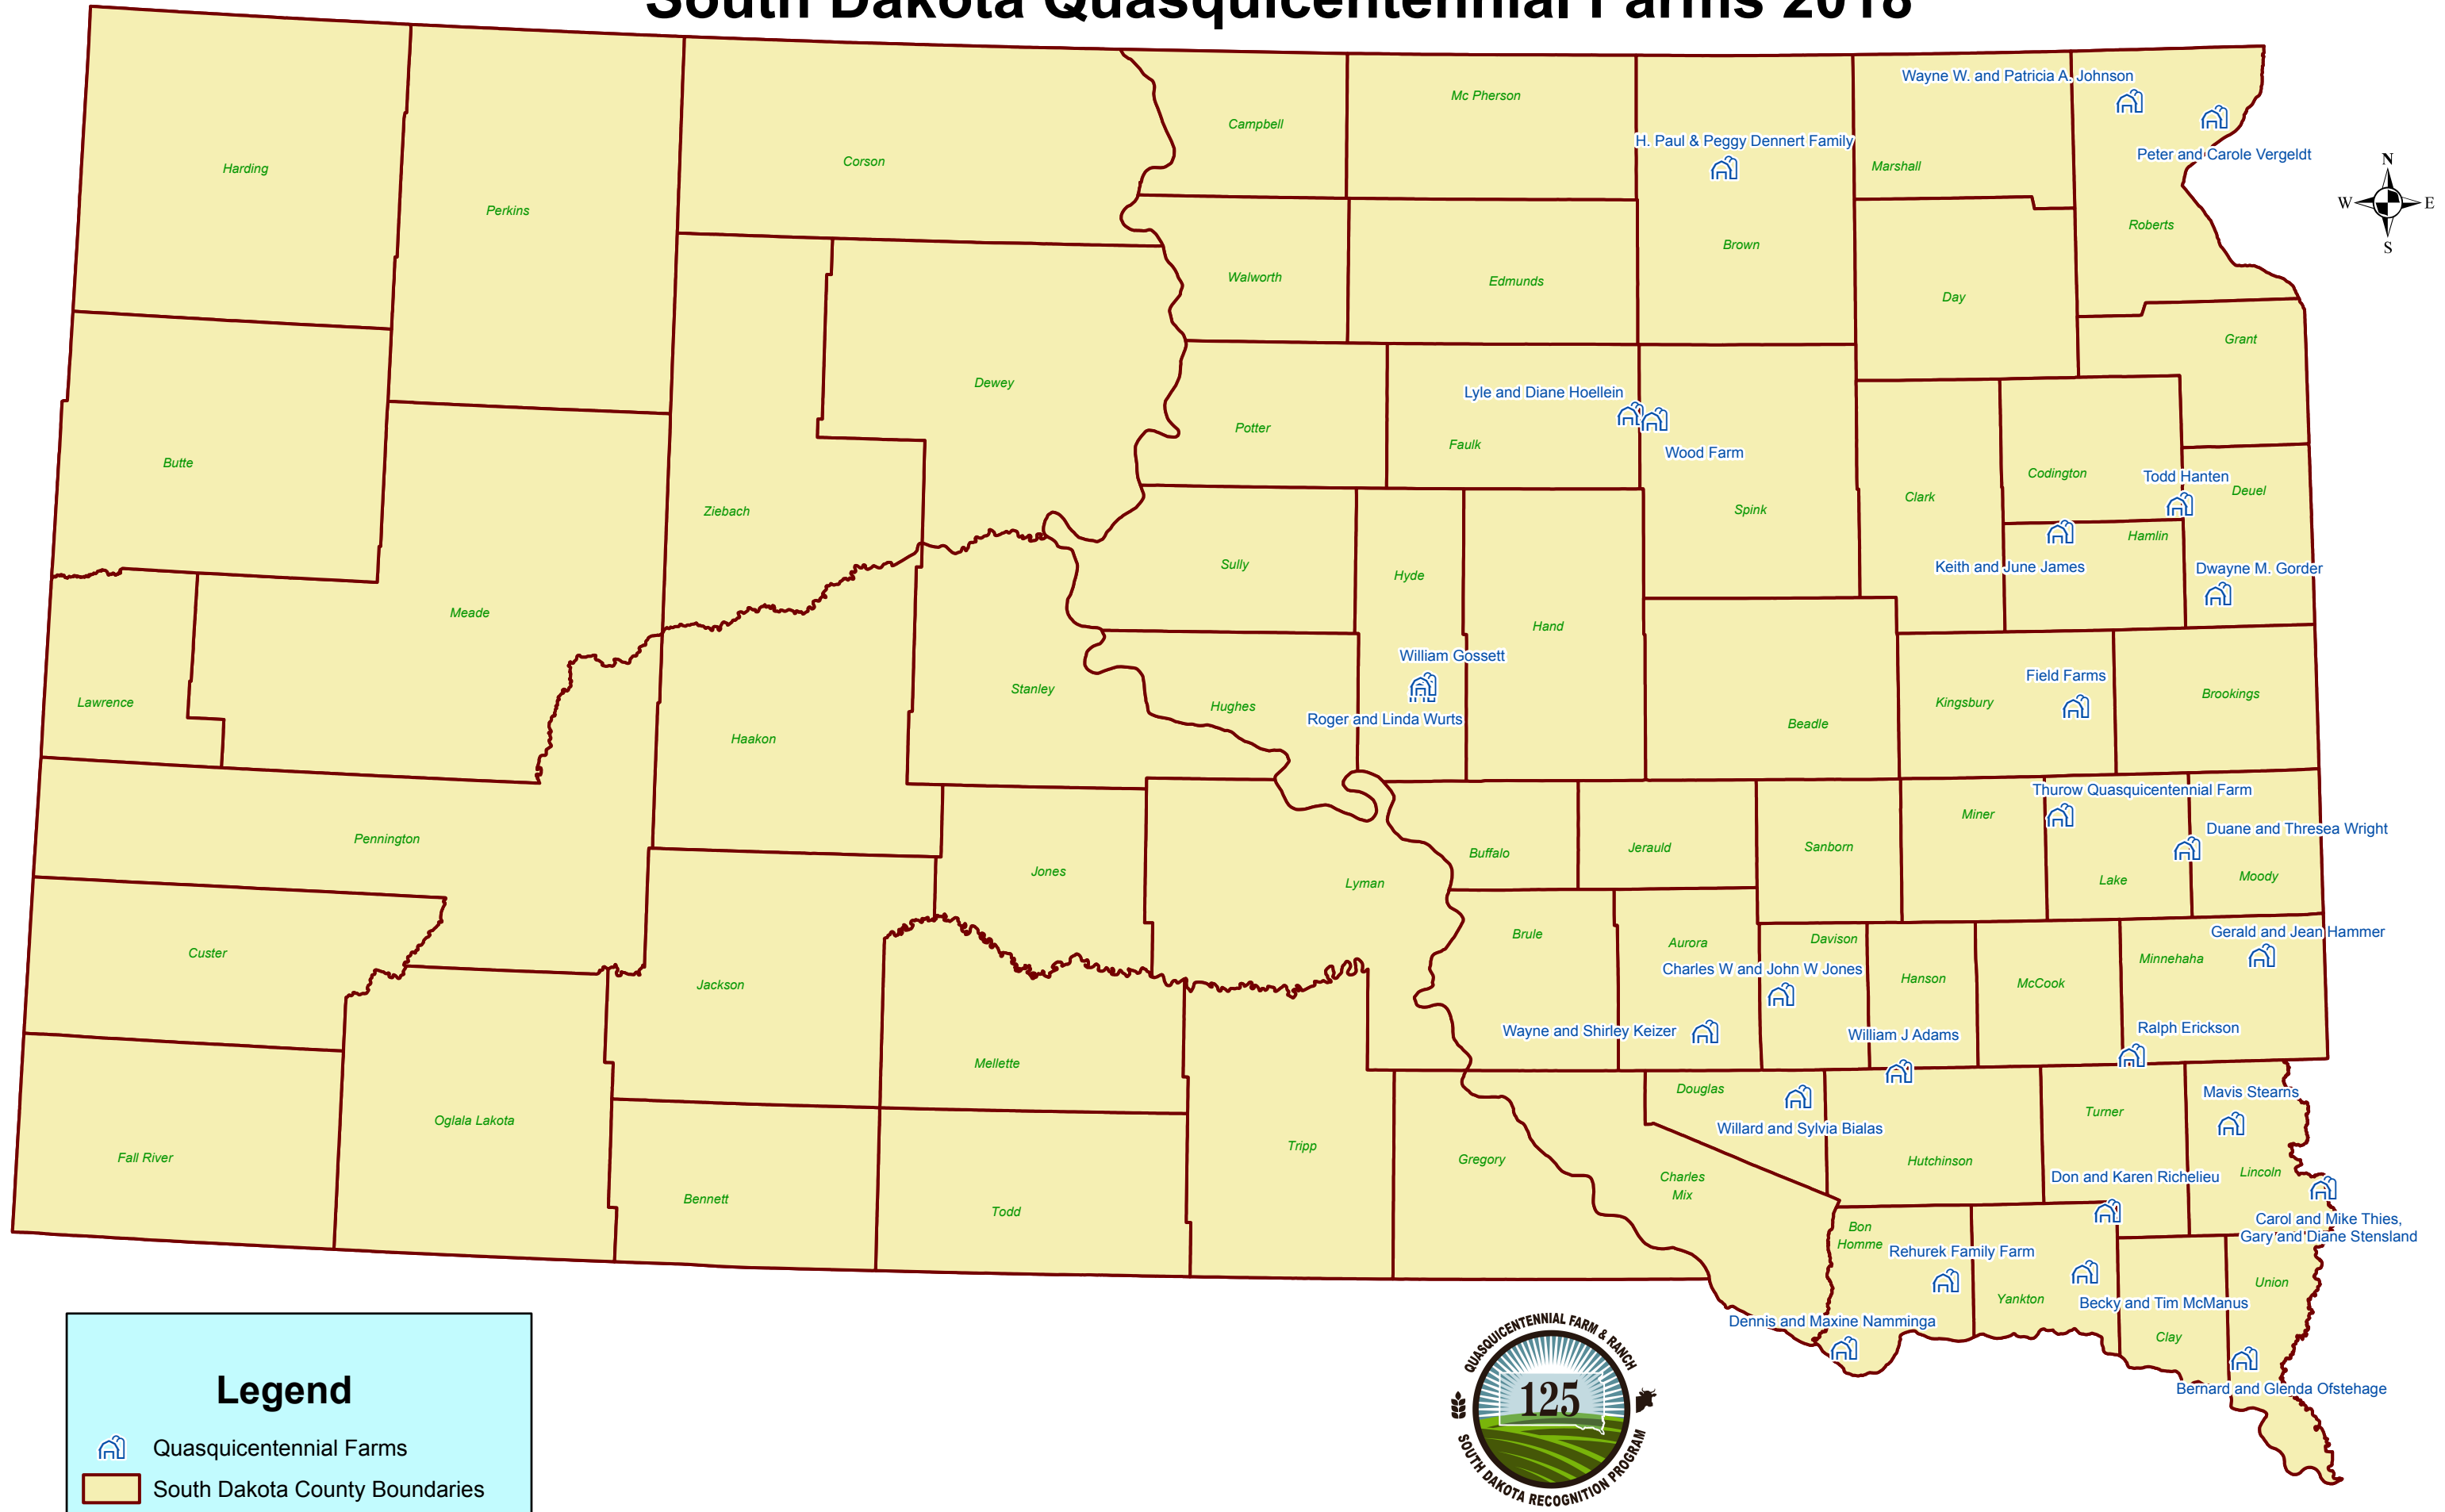 South Dakota Quasquicentennial Farms 2018
Wayne W. and Patricia A. Johnson
Mc Pherson
Campbell
H. Paul & Peggy Dennert Family
Peter and Carole Vergeldt
N
Corson
Marshall
Harding
W
E
Perkins
Roberts
S
Brown
Walworth
Edmunds
Day
Grant
Dewey
Lyle and Diane Hoellein
Potter
Faulk
Wood Farm
Butte
Codington
Todd Hanten
Deuel
Clark
Ziebach
Spink
Hamlin
Sully
Keith and June James
Dwayne M. Gorder
Hyde
Meade
Hand
William Gossett
Field Farms
Stanley
Brookings
Lawrence
Kingsbury
Hughes
Roger and Linda Wurts
Beadle
Haakon
Thurow Quasquicentennial Farm
Miner
Duane and Thresea Wright
Pennington
Sanborn
Jerauld
Buffalo
Jones
Moody
Lake
Lyman
Gerald and Jean Hammer
Brule
Davison
Aurora
Custer
Minnehaha
Charles W and John W Jones
Hanson
McCook
Jackson
Ralph Erickson
Wayne and Shirley Keizer
William J Adams
Mellette
Douglas
Mavis Stearns
Turner
Oglala Lakota
Willard and Sylvia Bialas
Tripp
Fall River
Gregory
Hutchinson
Lincoln
Charles
Mix
Don and Karen Richelieu
Bennett
Todd
Carol and Mike Thies,
Gary and Diane Stensland
Bon
Homme
Rehurek Family Farm
Union
Yankton
Becky and Tim McManus
Dennis and Maxine Namminga
Clay
Bernard and Glenda Ofstehage
QUASQUICENTENNIAL FARM & RANCH
125
SOUTH DAKOTA RECOGNITION PROGRAM
Legend
Quasquicentennial Farms
South Dakota County Boundaries